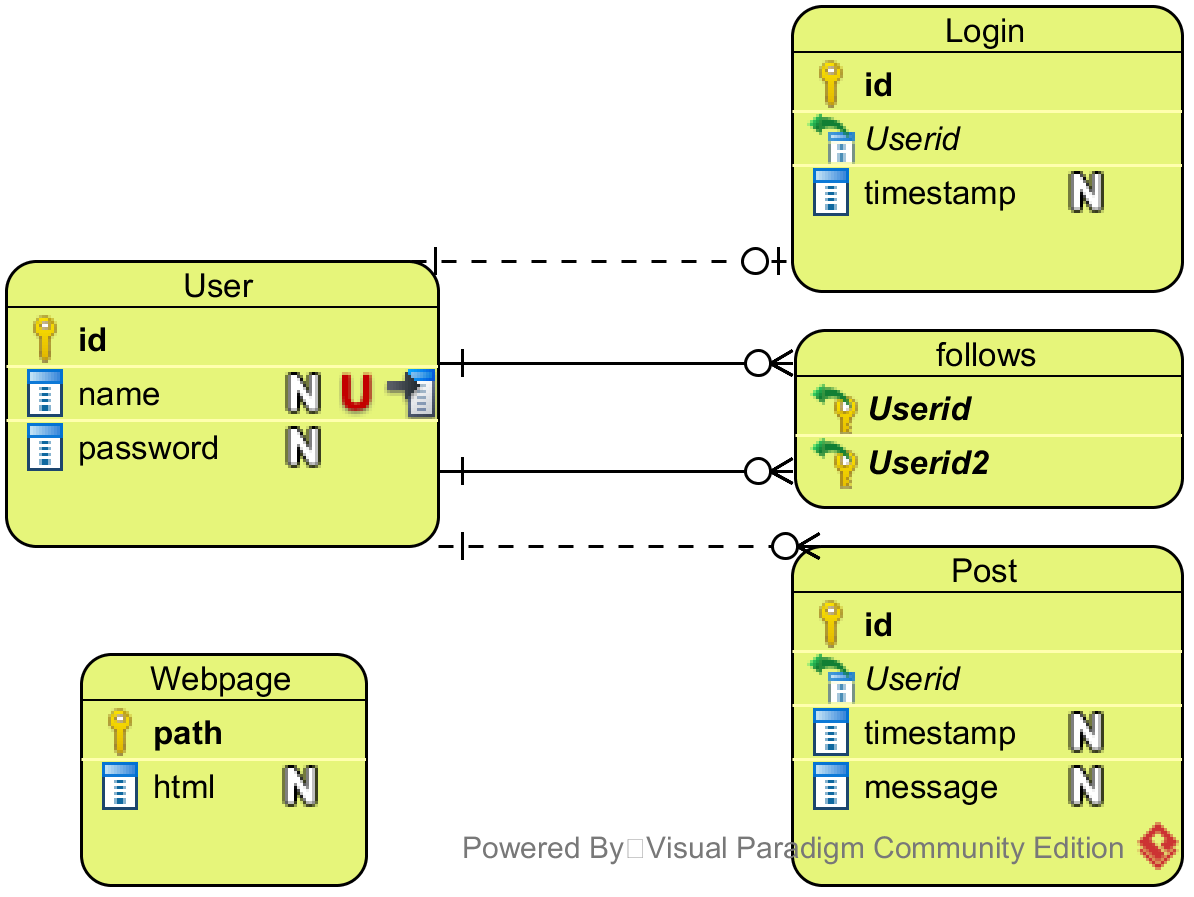 Login
id
Userid
timestamp N
User
id
name N U
password N
follows
Userid
Userid2
Post
id
Userid
timestamp N
message N
Webpage
path
html N
Powered By□Visual Paradigm Community Edition